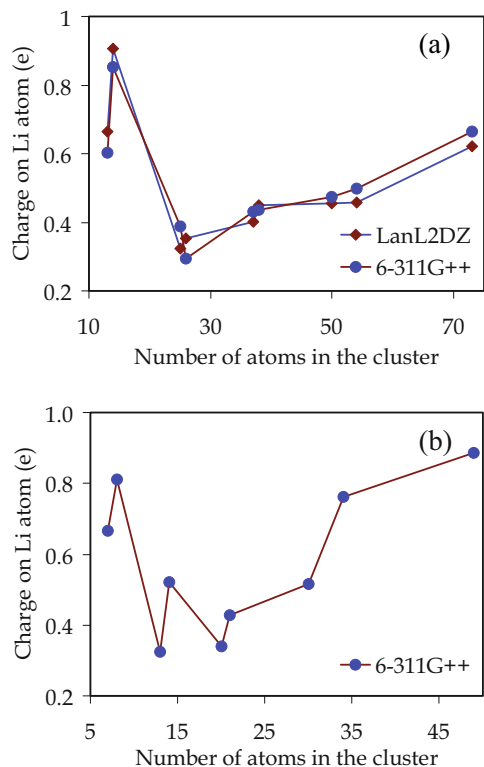 1
(a)
0.8
0.6
0.4
0.2
Charge on Li atom (e)
LanL2DZ
6-311G++
10 30 50 70
Number of atoms in the cluster
1.0
(b)
0.8
0.6
0.4
0.2
Charge on Li atom (e)
6-311G++
5 15 25 35 45
Number of atoms in the cluster